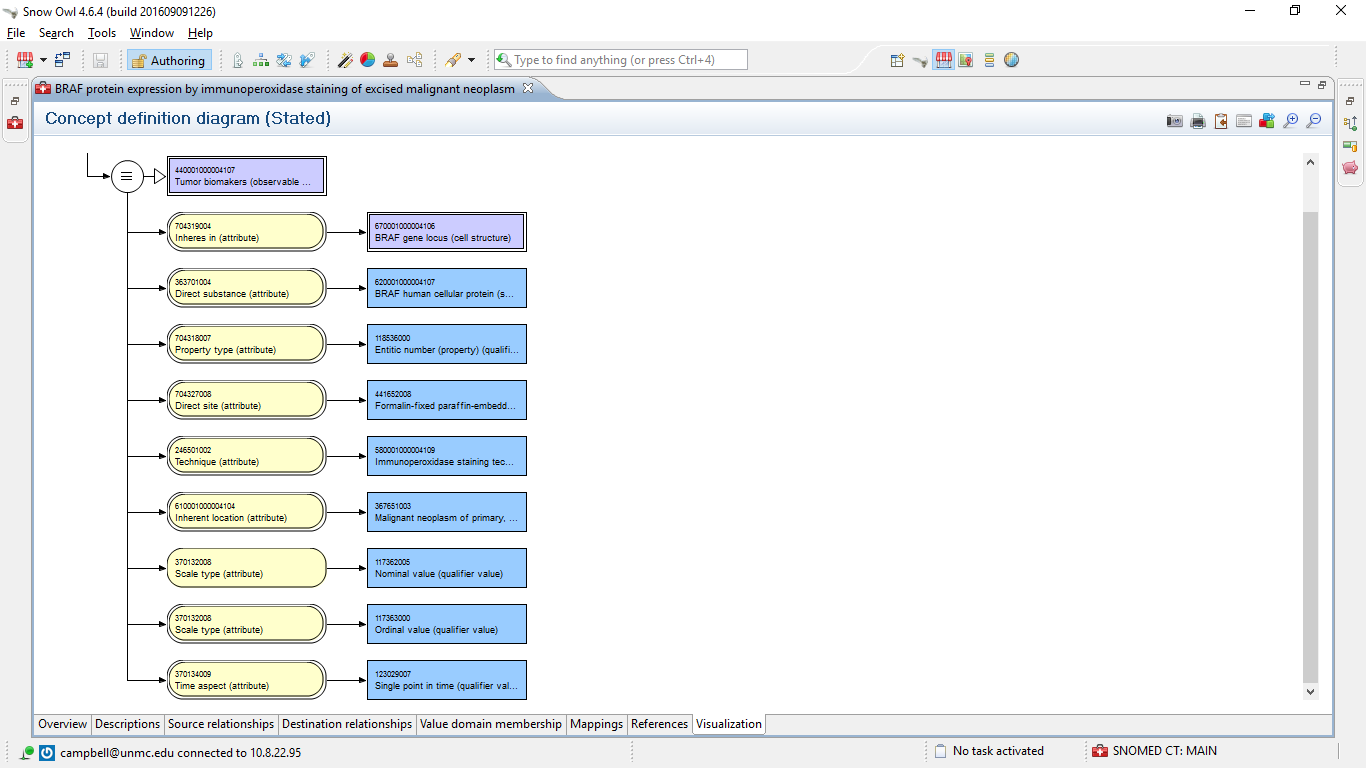 Snow Owl 4.6.4 (build 201609091226)
File Search Tools Window Help
Authoring
Type to find anything (or press Ctrl+4)
BRAF protein expression by immunoperoxidase staining of excised malignant neoplasm
Concept definition diagram (Stated)
440001000004107
Tumor biomakers (observable ...
704319004
Inheres in (attribute)
670001000004106
BRAF gene locus (cell structure)
363701004
Direct substance (attribute)
620001000004107
BRAF human cellular protein (s...
704318007
Property type (attribute)
118536000
Entitic number (property) (qualifi...
704327008
Direct site (attribute)
441652008
Formalin-fixed paraffin-embedd...
246501002
Technique (attribute)
580001000004109
Immunoperoxidase staining tec...
610001000004104
Inherent location (attribute)
367651003
Malignant neoplasm of primary, ...
370132008
Scale type (attribute)
117362005
Nominal value (qualifier value)
370132008
Scale type (attribute)
117363000
Ordinal value (qualifier value)
370134009
Time aspect (attribute)
123029007
Single point in time (qualifier val...
Overview Descriptions Source relationships Destination relationships Value domain membership Mappings References Visualization
campbell@unmc.edu connected to 10.8.22.95
No task activated
SNOMED CT: MAIN